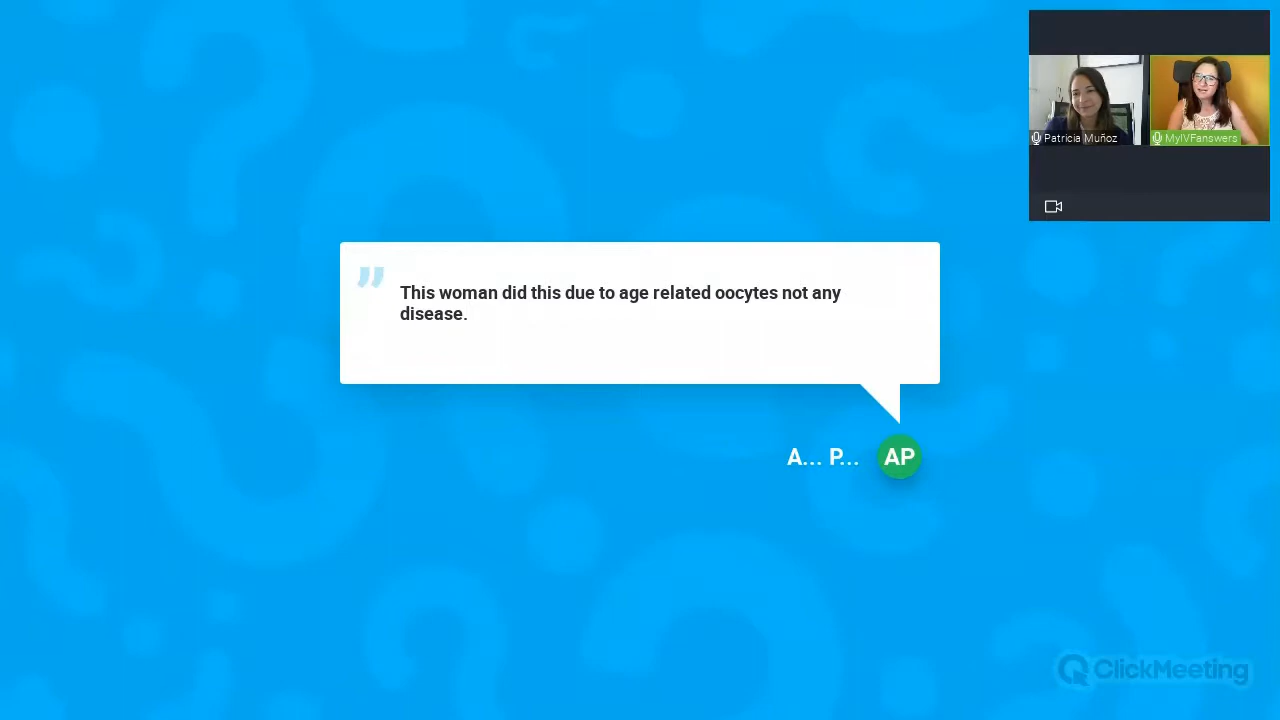 Patricia Muñoz
MyIVFanswers
This woman did this due to age related oocytes not any
disease.
A... P...
AP
ClickMeeting